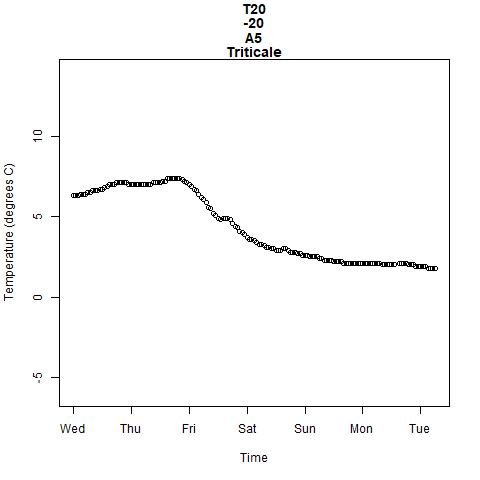 T20
-20
A5
Triticale
Temperature (degrees C)
10
5
0
-5
Wed Thu Fri Sat Sun Mon Tue
Time